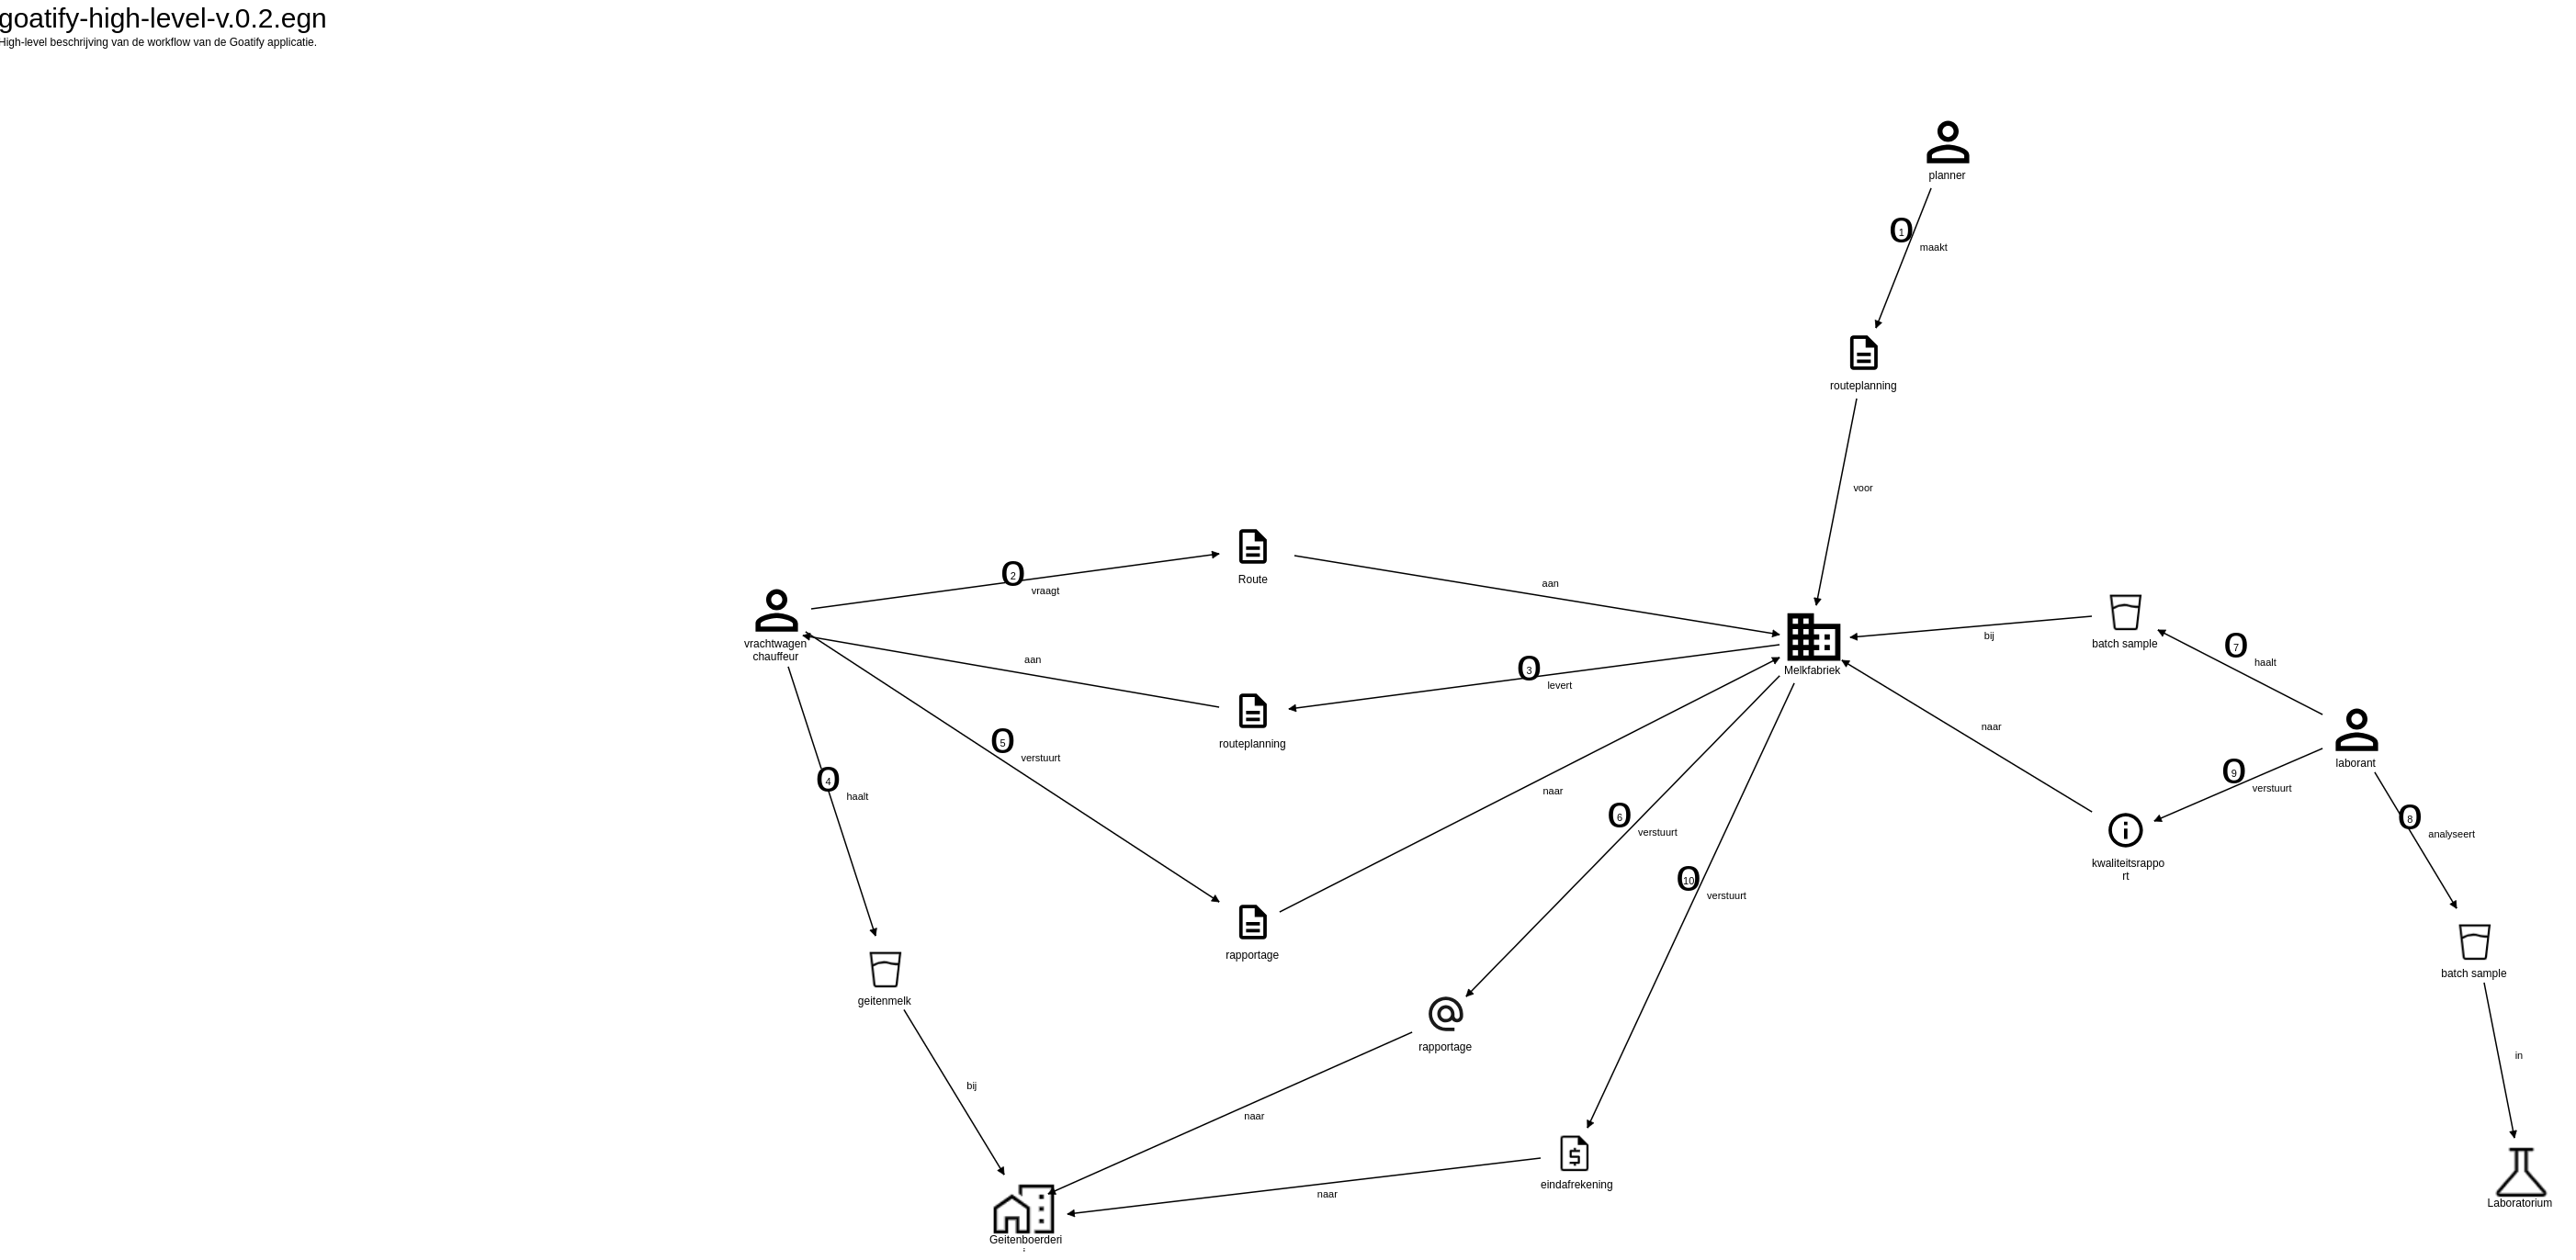 goatify-high-level-v.0.2.egn
High-level beschrijving van de workflow van de Goatify applicatie.
planner
1
maakt
routeplanning
voor
2
vraagt
Route
aan
vrachtwagen
chauffeur
aan
3
levert
Melkfabriek
bij
batch sample
7
haalt
routeplanning
5
verstuurt
4
haalt
naar
6
verstuurt
10
verstuurt
naar
laborant
9
verstuurt
8
analyseert
kwaliteitsrappo
rt
rapportage
geitenmelk
batch sample
rapportage
bij
in
naar
eindafrekening
naar
Laboratorium
Geitenboerderi
j